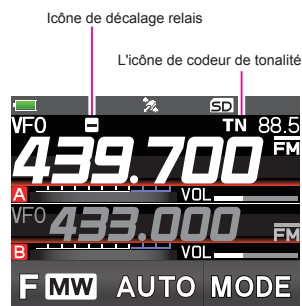 Icône de décalage relais
L'icône de codeur de tonalité
SD
VFO TN 88.5
439.700 FM
A VOL
VFO 433.000 FM
B VOL
F MW AUTO MODE